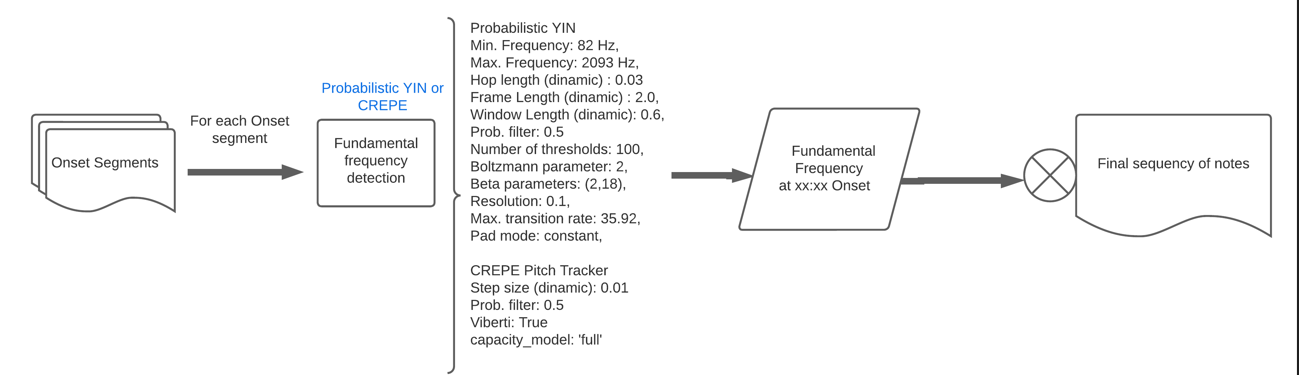 Onset Segments
For each Onset
segment
Probabilistic YIN or
CREPE
Fundamental
frequency
detection
Probabilistic YIN
Min. Frequency: 82 Hz,
Max. Frequency: 2093 Hz,
Hop length (dinamic) : 0.03
Frame Length (dinamic) : 2.0,
Window Length (dinamic): 0.6,
Prob. filter: 0.5
Number of thresholds: 100,
Boltzmann parameter: 2,
Beta parameters: (2,18),
Resolution: 0.1,
Max. transition rate: 35.92,
Pad mode: constant,
CREPE Pitch Tracker
Step size (dinamic): 0.01
Prob. filter: 0.5
Viberti: True
capacity_model: 'full'
Fundamental
Frequency
at xx:xx Onset
Final sequency of notes